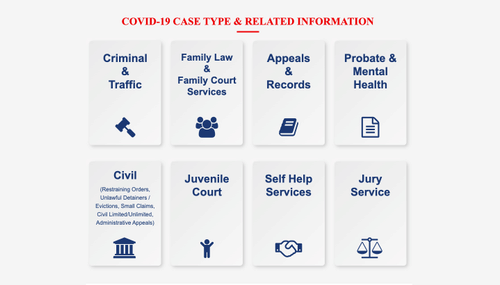 COVID-19 CASE TYPE & RELATED INFORMATION
Criminal
&
Traffic
Family Law
&
Family Court
Services
Appeals
&
Records
Probate &
Mental
Health
Civil
(Restraining Orders,
Unlawful Detainers /
Evictions, Small Claims,
Civil Limited/Unlimited,
Administrative Appeals)
Juvenile
Court
Self Help
Services
Jury
Service